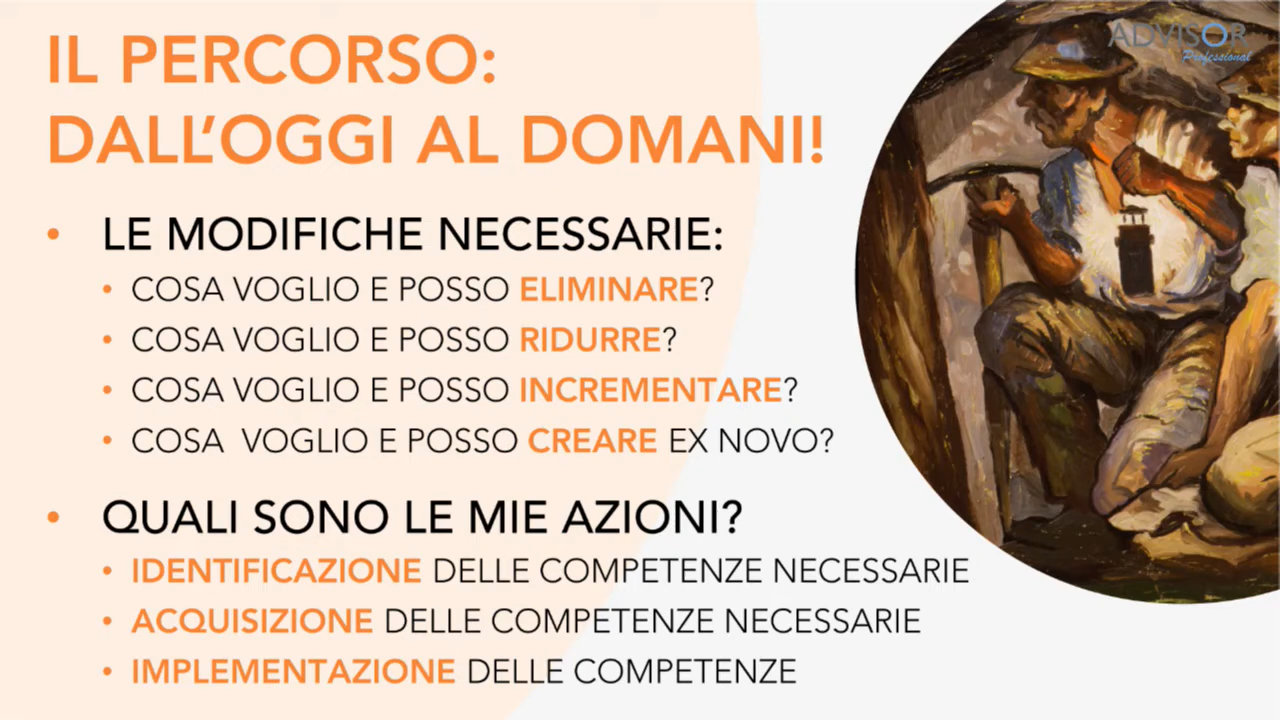 ADVISOR
Professional
IL PERCORSO:
DALL'OGGI AL DOMANI!
• LE MODIFICHE NECESSARIE:
• COSA VOGLIO E POSSO ELIMINARE?
• COSA VOGLIO E POSSO RIDURRE?
• COSA VOGLIO E POSSO INCREMENTARE?
• COSA VOGLIO E POSSO CREARE EX NOVO?
• QUALI SONO LE MIE AZIONI?
• IDENTIFICAZIONE DELLE COMPETENZE NECESSARIE
• ACQUISIZIONE DELLE COMPETENZE NECESSARIE
• IMPLEMENTAZIONE DELLE COMPETENZE